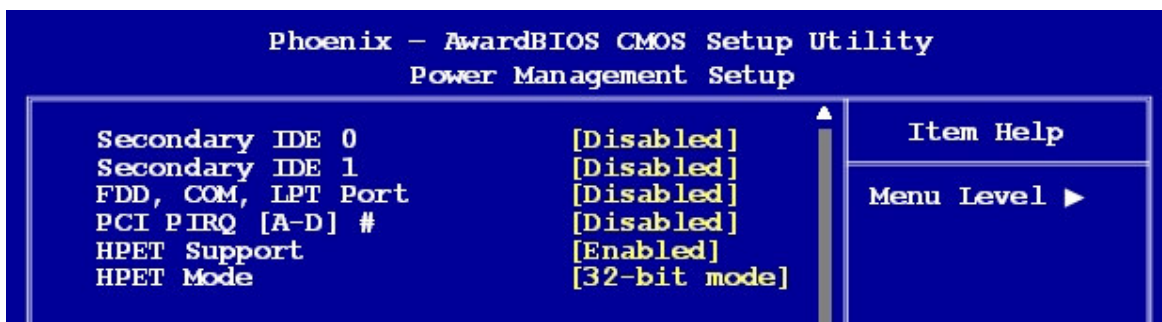 Phoenix – AwardBIOS CMOS Setup Utility
Power Management Setup
Secondary IDE 0 [Disabled]
Secondary IDE 1 [Disabled]
FDD, COM, LPT Port [Disabled]
PCI PIRQ [A-D] # [Disabled]
HPET Support [Enabled]
HPET Mode [32-bit mode]
Item Help
Menu Level ▶